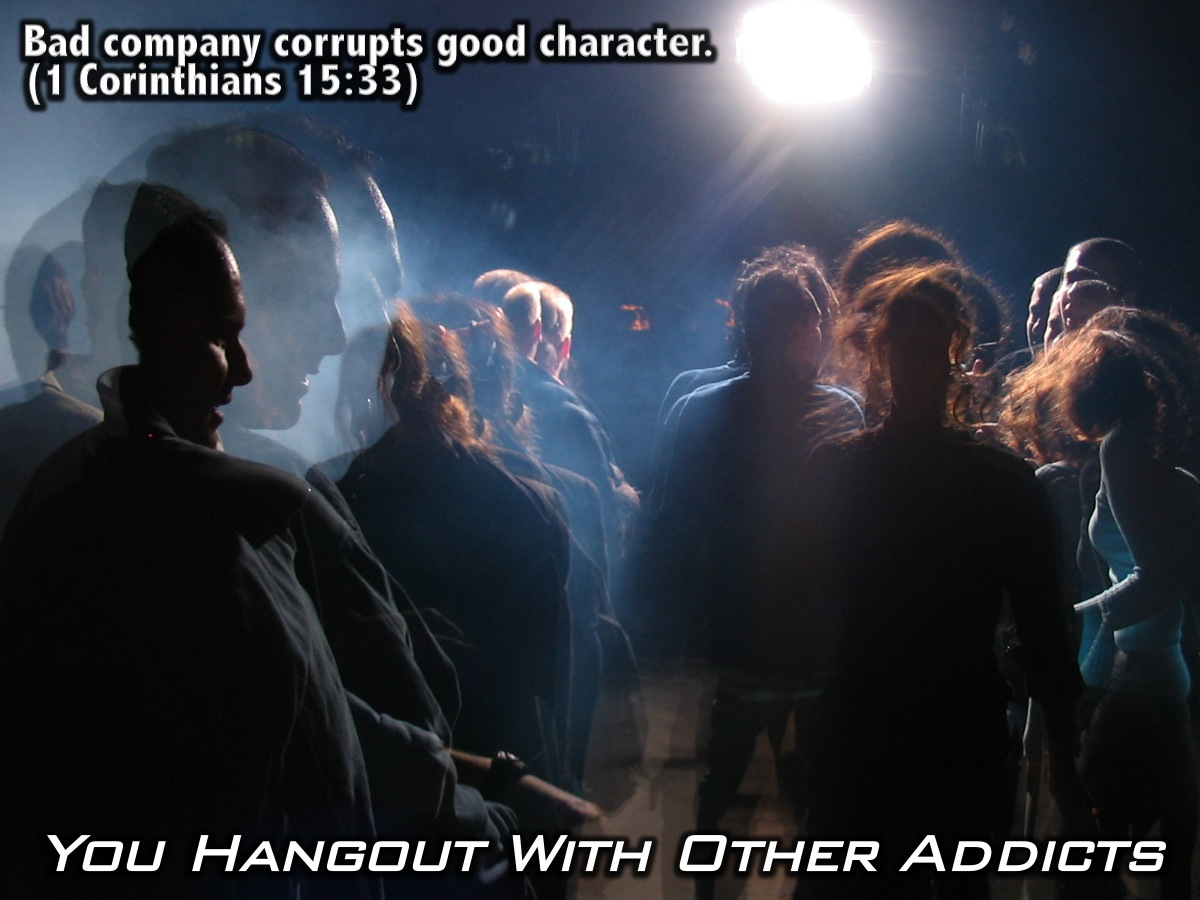 Bad company corrupts good character.
(1 Corinthians 15:33)
You Hangout With Other Addicts